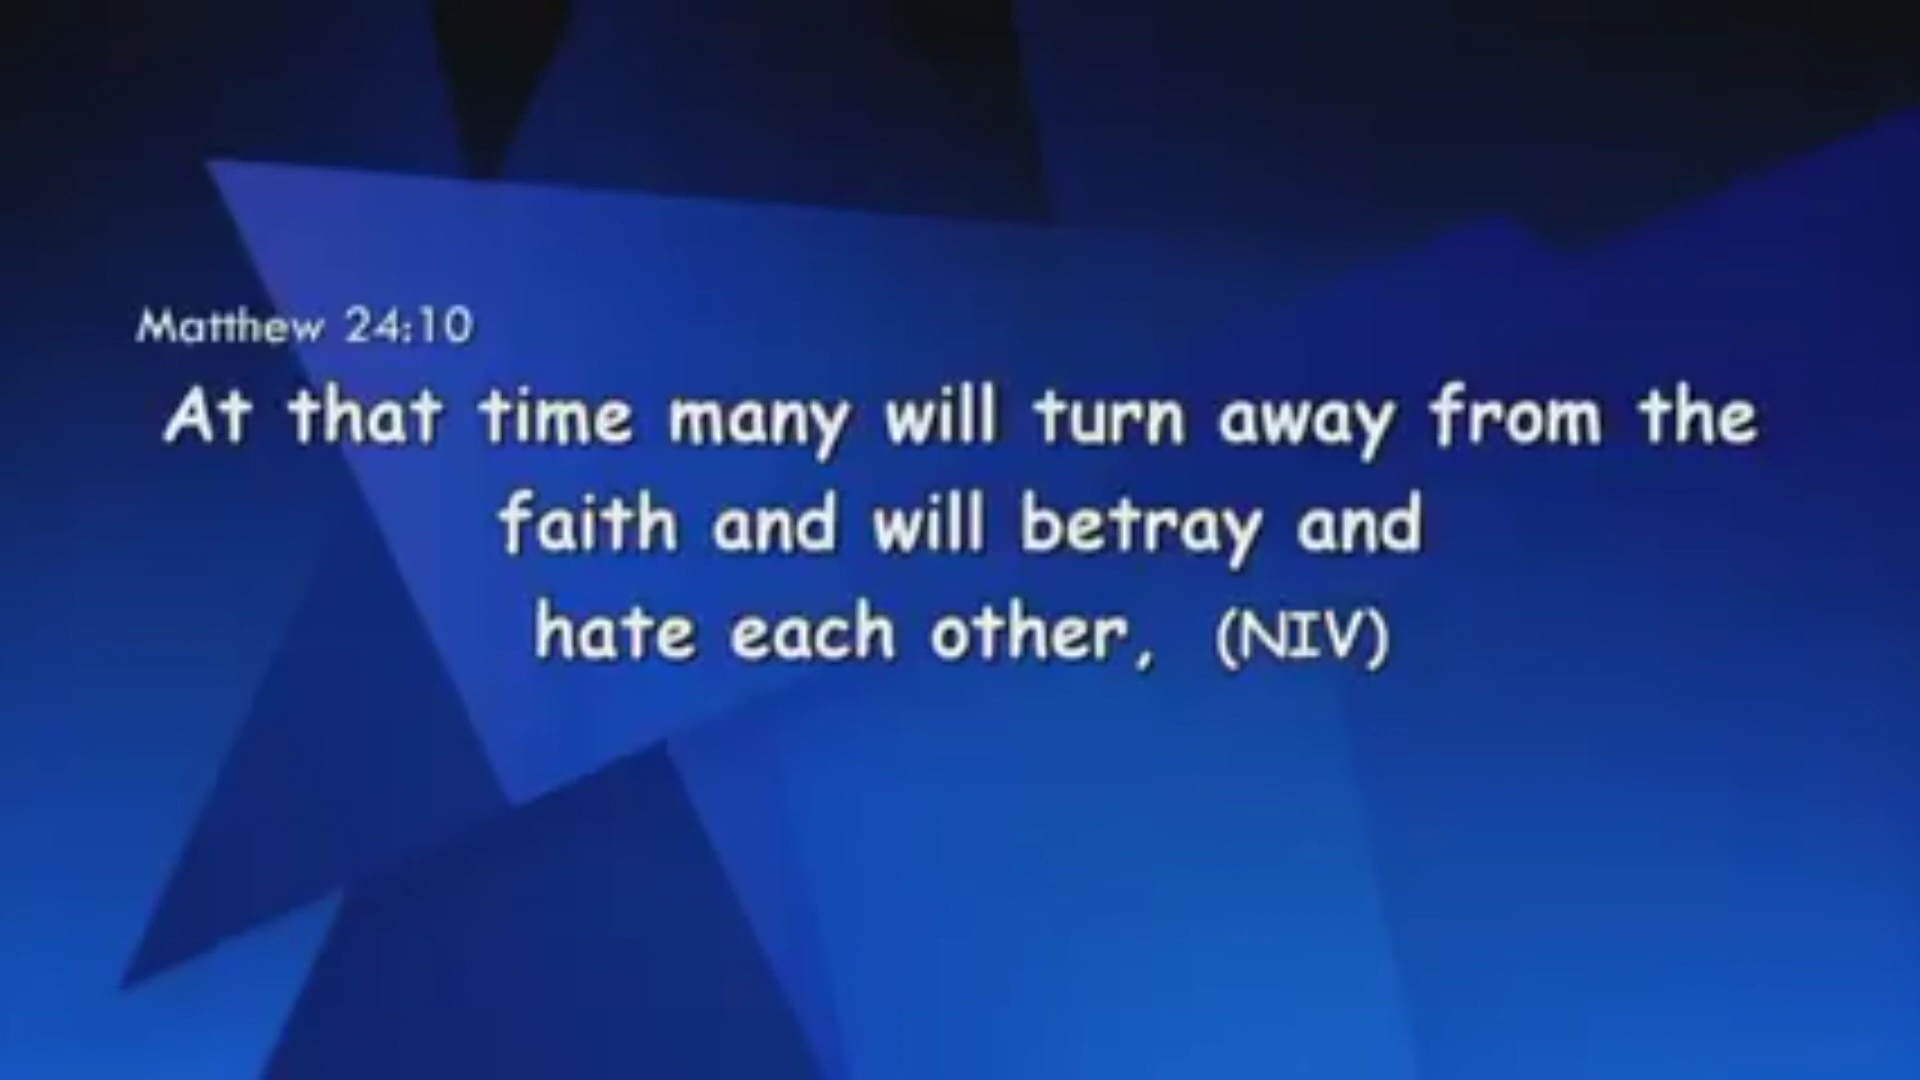 Matthew 24:10
At that time many will turn away from the
faith and will betray and
hate each other, (NIV)